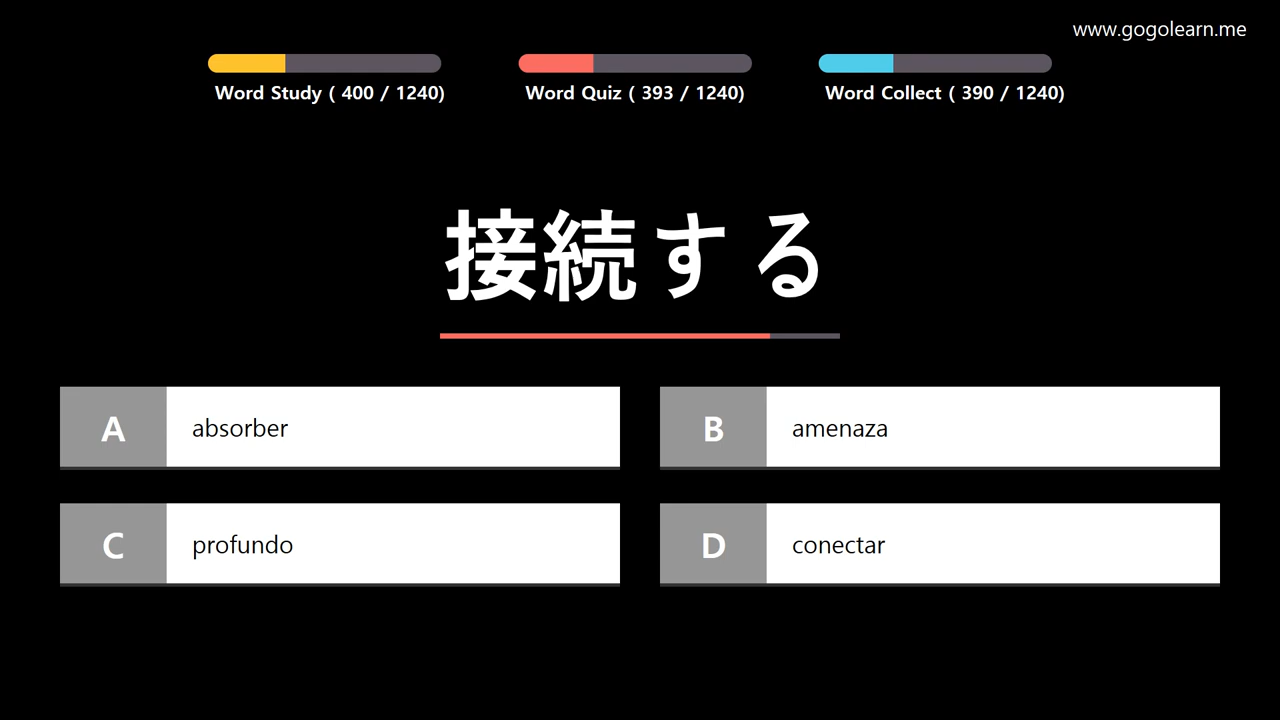 www.gogolearn.me
Word Study ( 400 / 1240)
Word Quiz ( 393 / 1240)
Word Collect ( 390 / 1240)
接続する
A absorber
B amenaza
C profundo
D conectar